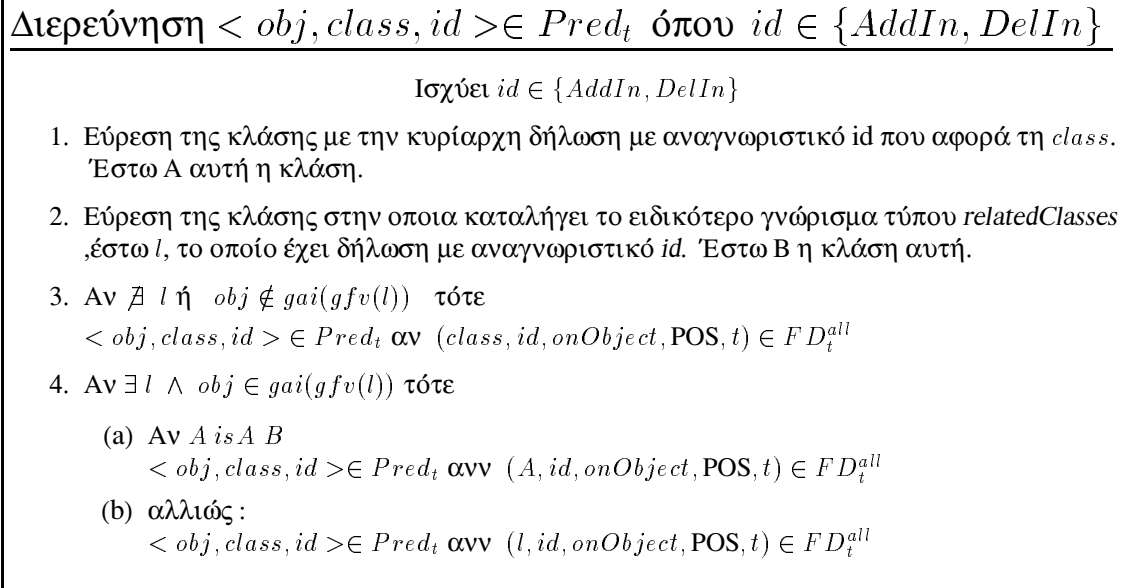 Διερεύνηση < obj, class, id >∈ Pred_t όπου id ∈ {AddIn, DelIn}
Ισχύει id ∈ {AddIn, DelIn}
1. Εύρεση της κλάσης με την κυρίαρχη δήλωση με αναγνωριστικό id που αφορά τη class.
Έστω Α αυτή η κλάση.
2. Εύρεση της κλάσης στην οποια καταλήγει το ειδικότερο γνώρισμα τύπου relatedClasses
,έστω l, το οποίο έχει δήλωση με αναγνωριστικό id. Έστω Β η κλάση αυτή.
3. Αν ∄ l ή obj ∉ gai(gfv(l)) τότε
< obj, class, id > ∈ Pred_t αν (class, id, onObject, POS, t) ∈ FD_t^{all}
4. Αν ∃ l ∧ obj ∈ gai(gfv(l)) τότε
(a) Αν A isA B
< obj, class, id >∈ Pred_t ανν (A, id, onObject, POS, t) ∈ FD_t^{all}
(b) αλλιώς :
< obj, class, id >∈ Pred_t ανν (l, id, onObject, POS, t) ∈ FD_t^{all}